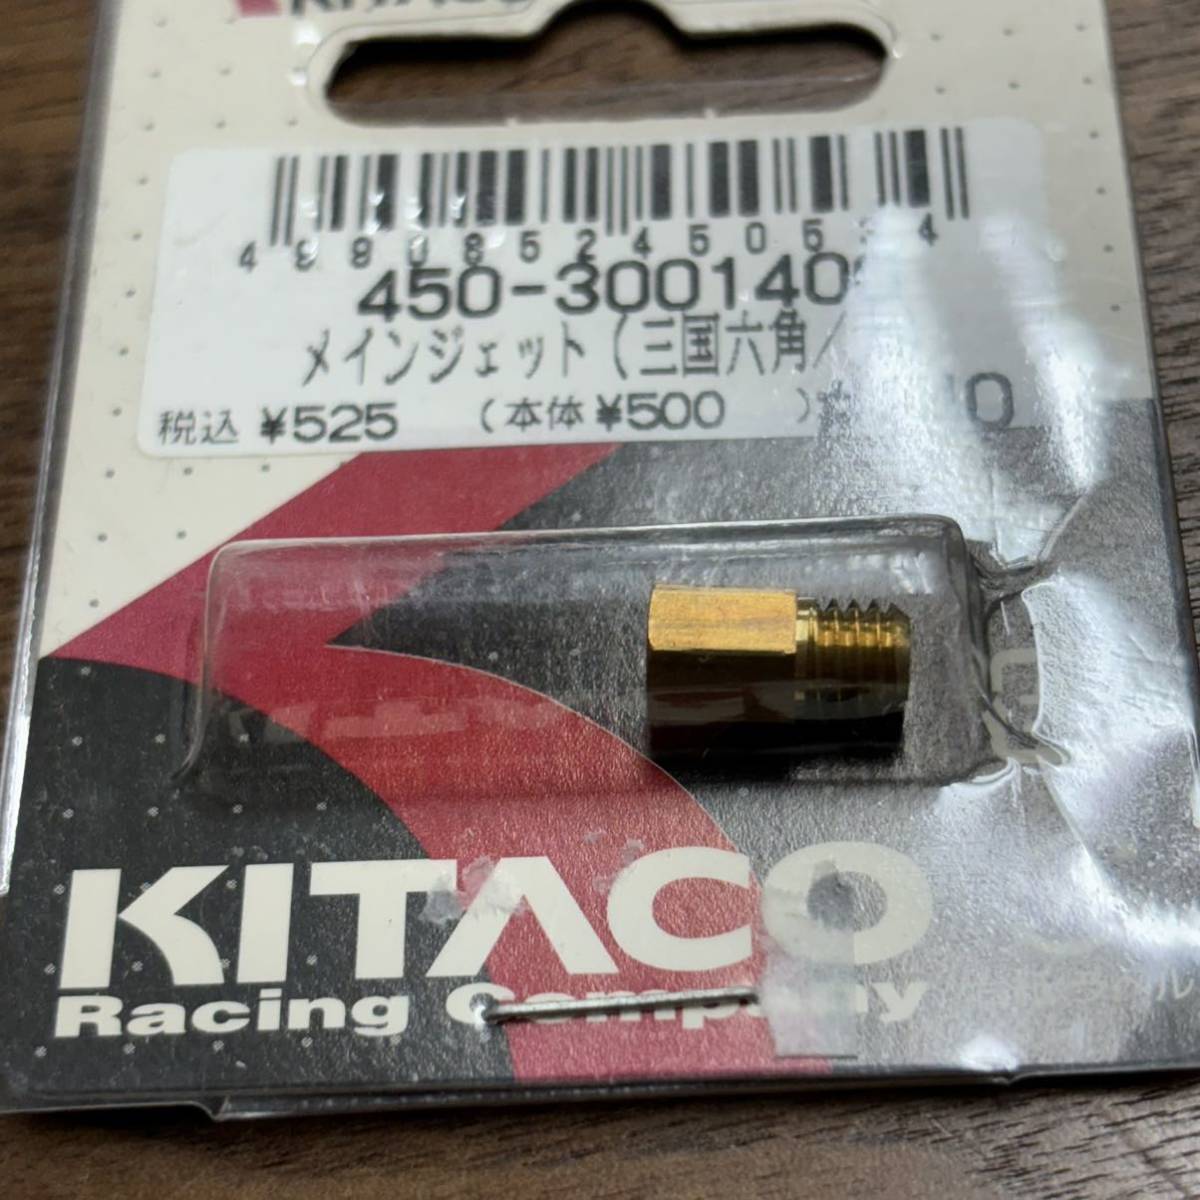 KITACO
4990852450534
450-300140
メインジェット(三国六角/
税込 ¥525 (本体 ¥500 )
KITACO
Racing Company